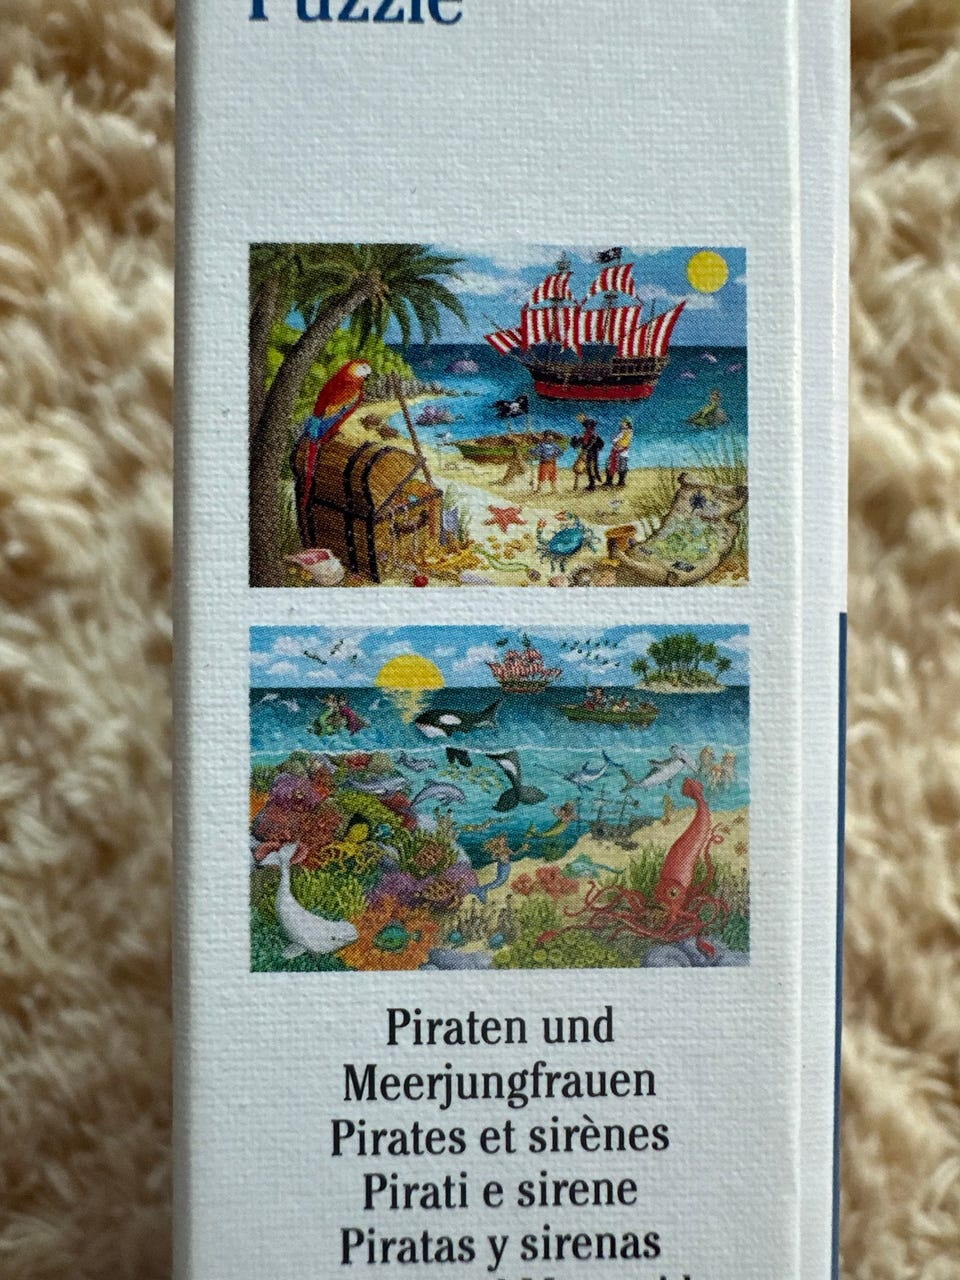 Puzzle
Piraten und
Meerjungfrauen
Pirates et sirènes
Pirati e sirene
Piratas y sirenas